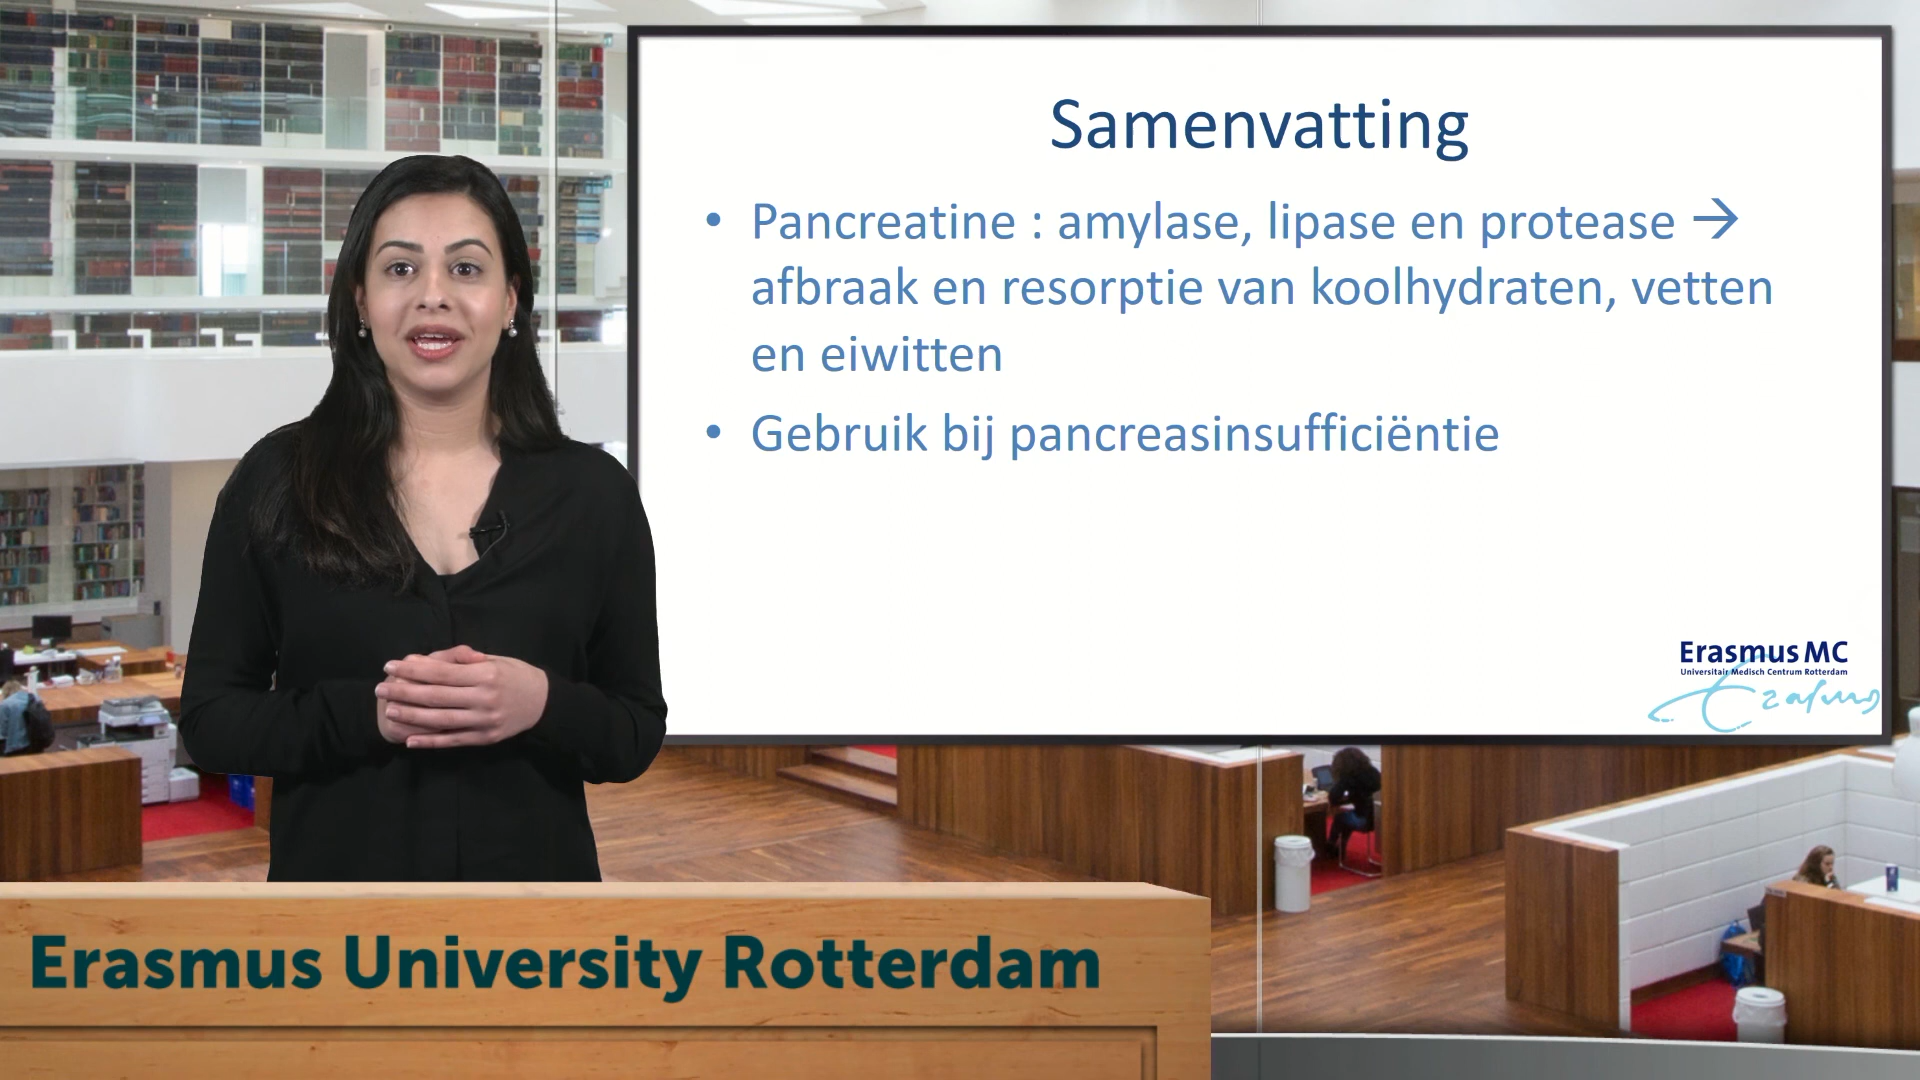 Samenvatting
• Pancreatine : amylase, lipase en protease →
afbraak en resorptie van koolhydraten, vetten
en eiwitten
• Gebruik bij pancreasinsufficiëntie
Erasmus MC
Universitair Medisch Centrum Rotterdam
Erasmus
Erasmus University Rotterdam